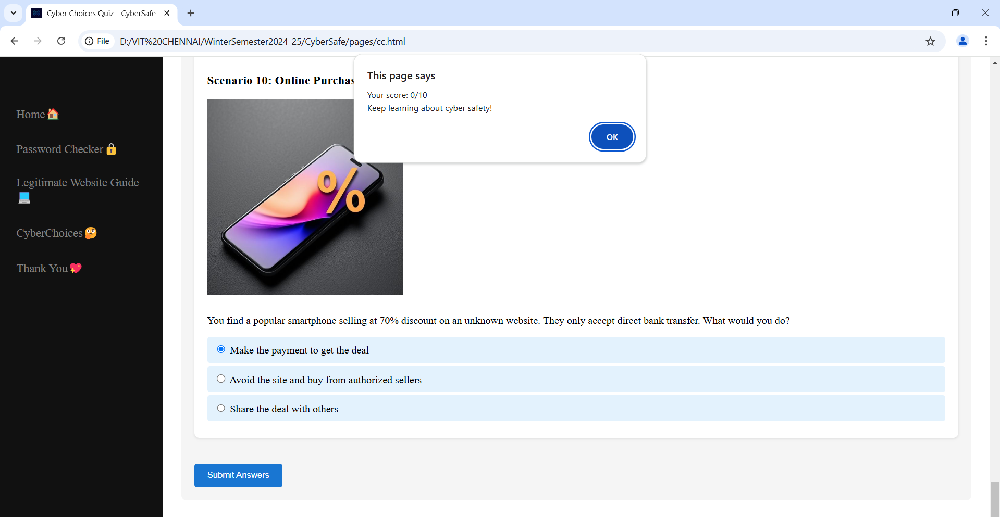 Cyber Choices Quiz - CyberSafe
File
D:/VIT%20CHENNAI/WinterSemester2024-25/CyberSafe/pages/cc.html
This page says
Your score: 0/10
Keep learning about cyber safety!
OK
Home🏠
Password Checker🔒
Legitimate Website Guide
💻
CyberChoices🤔
Thank You💖
Scenario 10: Online Purchas
%
You find a popular smartphone selling at 70% discount on an unknown website. They only accept direct bank transfer. What would you do?
Make the payment to get the deal
Avoid the site and buy from authorized sellers
Share the deal with others
Submit Answers